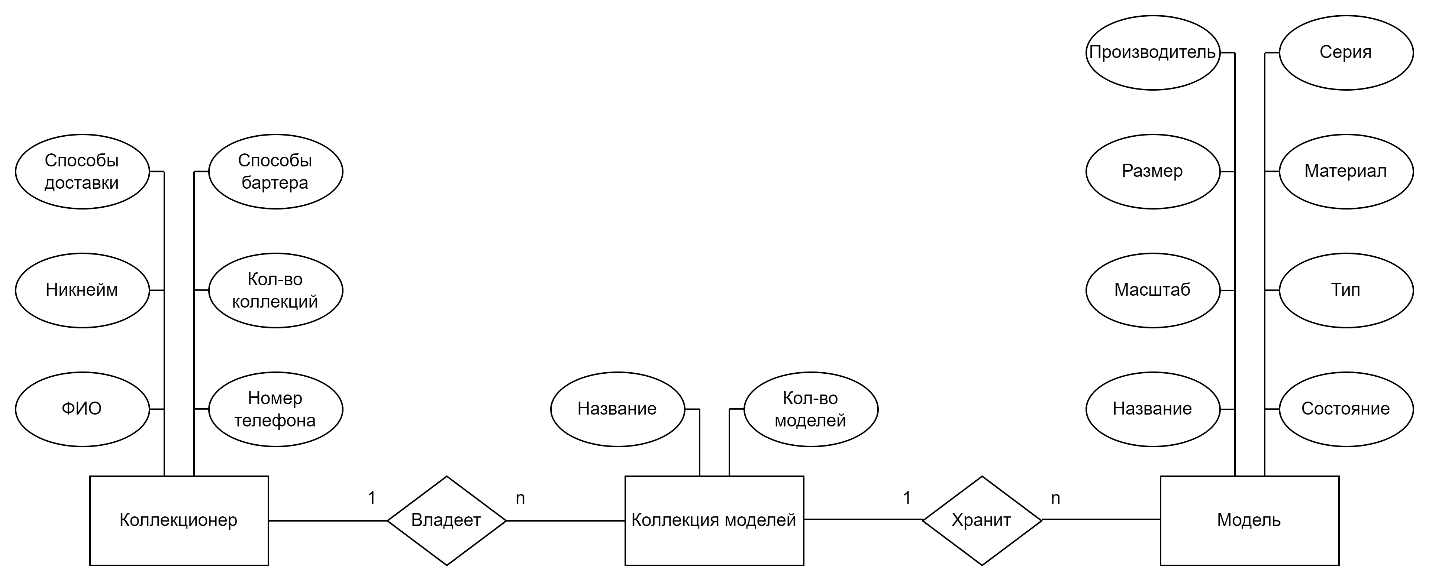 Производитель
Серия
Способы
доставки
Способы
бартера
Размер
Материал
Никнейм
Кол-во
коллекций
Масштаб
Тип
ФИО
Номер
телефона
Название
Кол-во
моделей
Название
Состояние
Коллекционер
1
Владеет
n
Коллекция моделей
1
Хранит
n
Модель